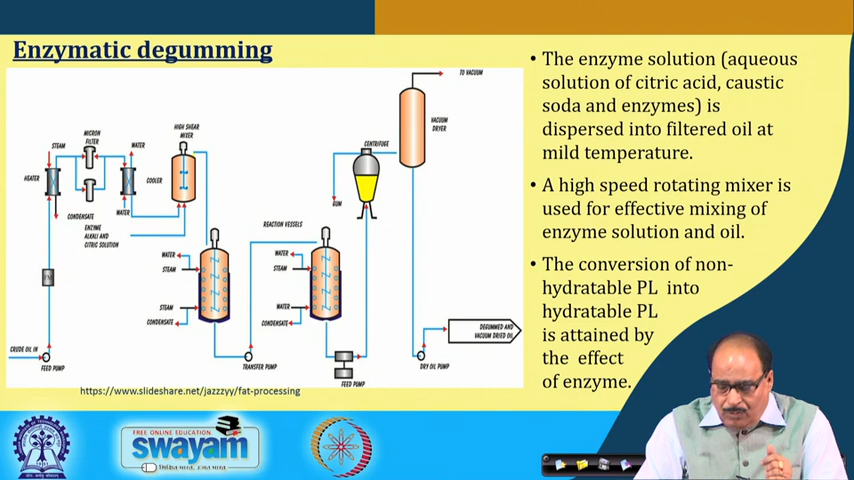 Enzymatic degumming
TO VACUUM
VACUUM
DRYER
HIGH SHEAR
MIXER
MICRON
FILTER
STEAM
WATER
CENTRIFUGE
HEATER
COOLER
GUM
WATER
CONDENSATE
ENZYME
ALKALI AND
CITRIC SOLUTION
REACTION VESSELS
WATER
STEAM
WATER
STEAM
STEAM
CONDENSATE
WATER
CONDENSATE
DEGUMMED AND
VACUUM DRIED OIL
CRUDE OIL IN
FEED PUMP
TRANSFER PUMP
FEED PUMP
DRY OIL PUMP
https://www.slideshare.net/jazzzyy/fat-processing
• The enzyme solution (aqueous
solution of citric acid, caustic
soda and enzymes) is
dispersed into filtered oil at
mild temperature.
• A high speed rotating mixer is
used for effective mixing of
enzyme solution and oil.
• The conversion of non-
hydratable PL into
hydratable PL
is attained by
the effect
of enzyme.
FREE ONLINE EDUCATION
swayam